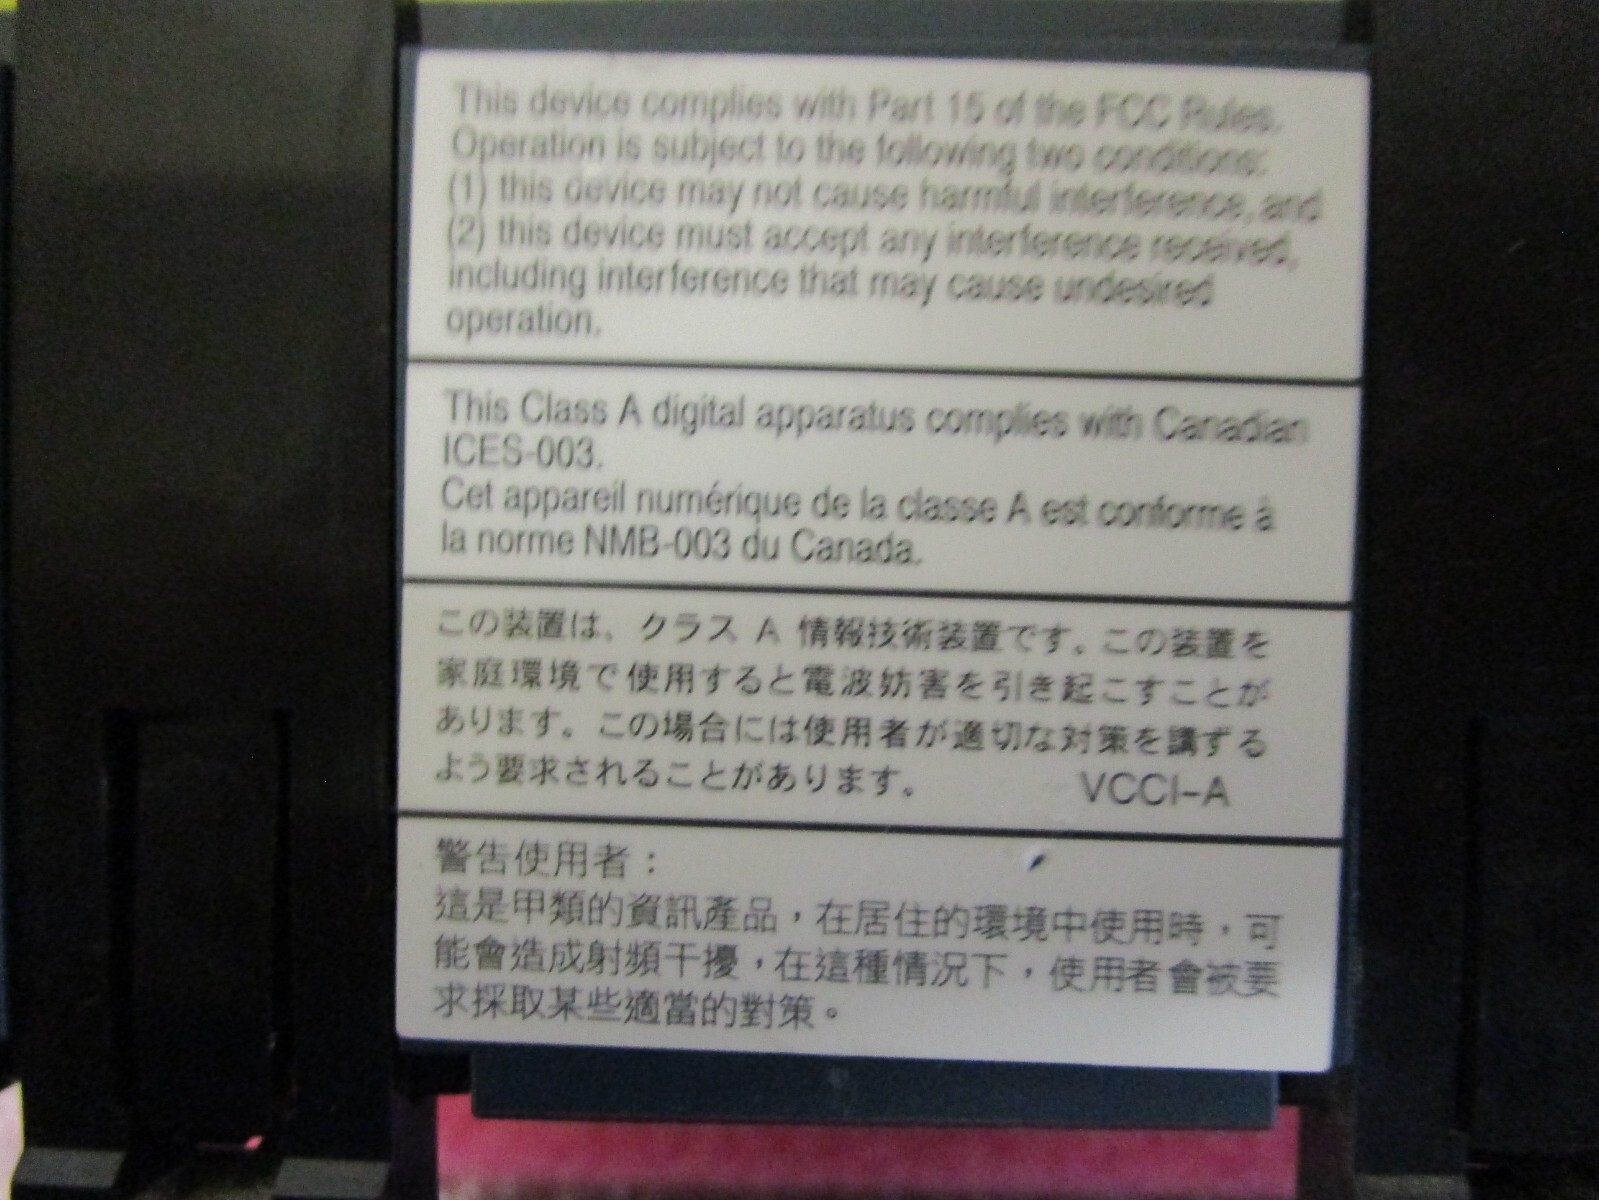 This device complies with Part 15 of the FCC Rules.
Operation is subject to the following two conditions:
(1) this device may not cause harmful interference, and
(2) this device must accept any interference received,
including interference that may cause undesired
operation.
This Class A digital apparatus complies with Canadian
ICES-003.
Cet appareil numérique de la classe A est conforme à
la norme NMB-003 du Canada.
この装置は、クラス A 情報技術装置です。この装置を
家庭環境で使用すると電波妨害を引き起こすことが
あります。この場合には使用者が適切な対策を講ずる
よう要求されることがあります。 VCCI-A
警告使用者：
這是甲類的資訊產品，在居住的環境中使用時，可
能會造成射頻干擾，在這種情況下，使用者會被要
求採取某些適當的對策。